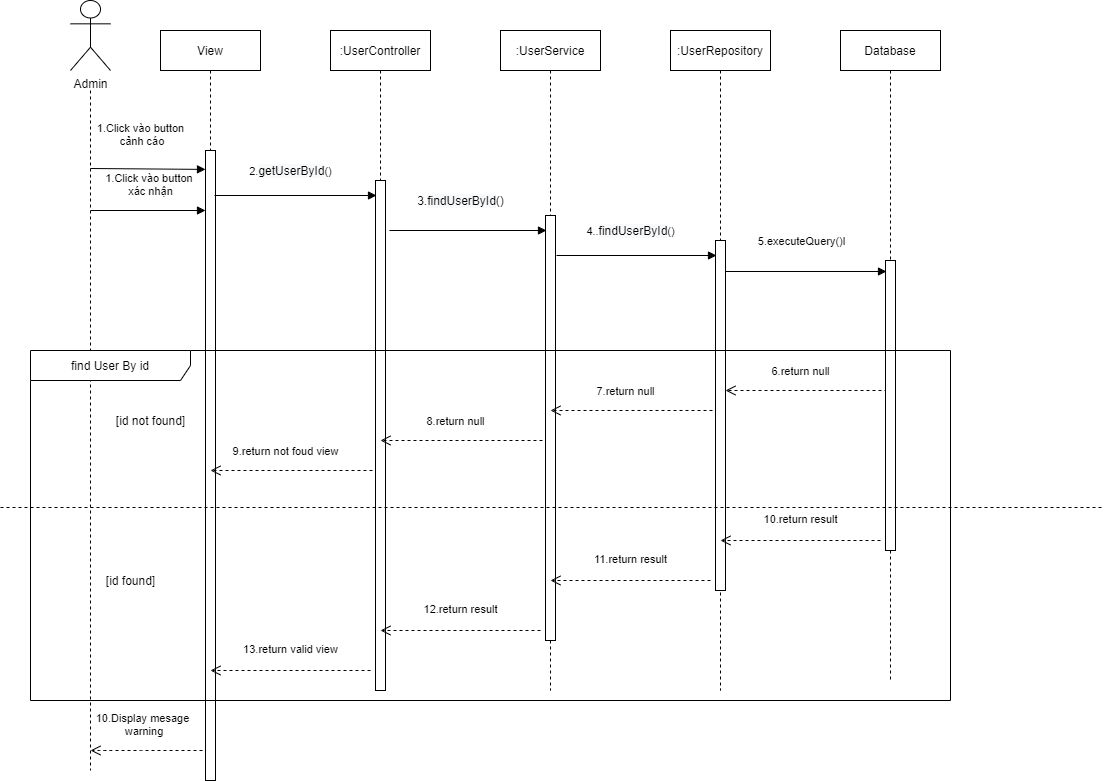 View
:UserController
:UserService
:UserRepository
Database
Admin
1.Click vào button
cảnh cáo
1.Click vào button
xác nhận
2.getUserById()
3.findUserById()
4..findUserById()
5.executeQuery()l
find User By id
6.return null
7.return null
[id not found]
8.return null
9.return not foud view
10.return result
11.return result
[id found]
12.return result
13.return valid view
10.Display mesage
warning